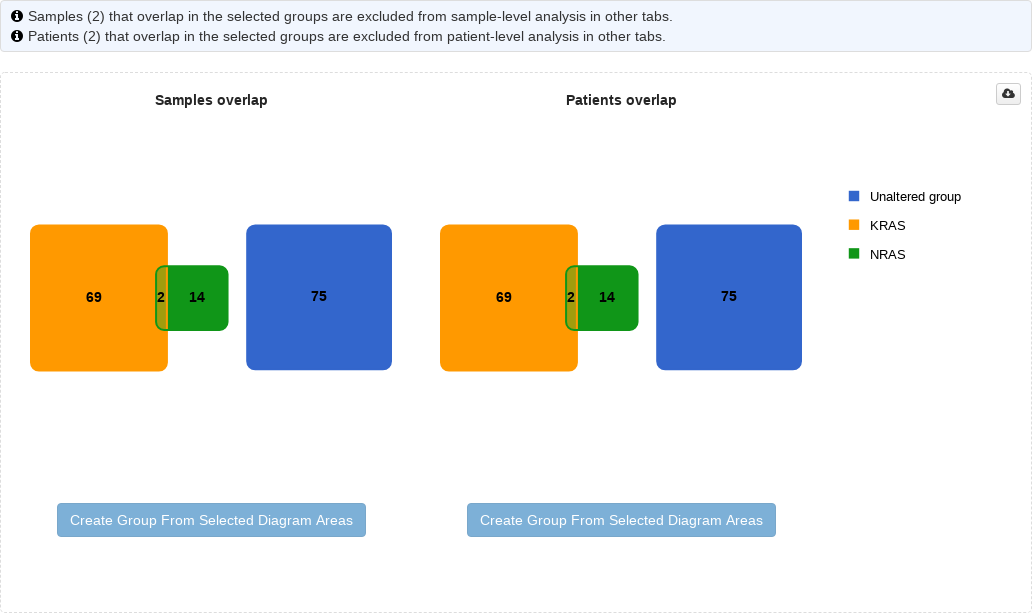 Samples (2) that overlap in the selected groups are excluded from sample-level analysis in other tabs.
Patients (2) that overlap in the selected groups are excluded from patient-level analysis in other tabs.
Samples overlap
Patients overlap
Unaltered group
KRAS
NRAS
69
2
14
75
69
2
14
75
Create Group From Selected Diagram Areas
Create Group From Selected Diagram Areas